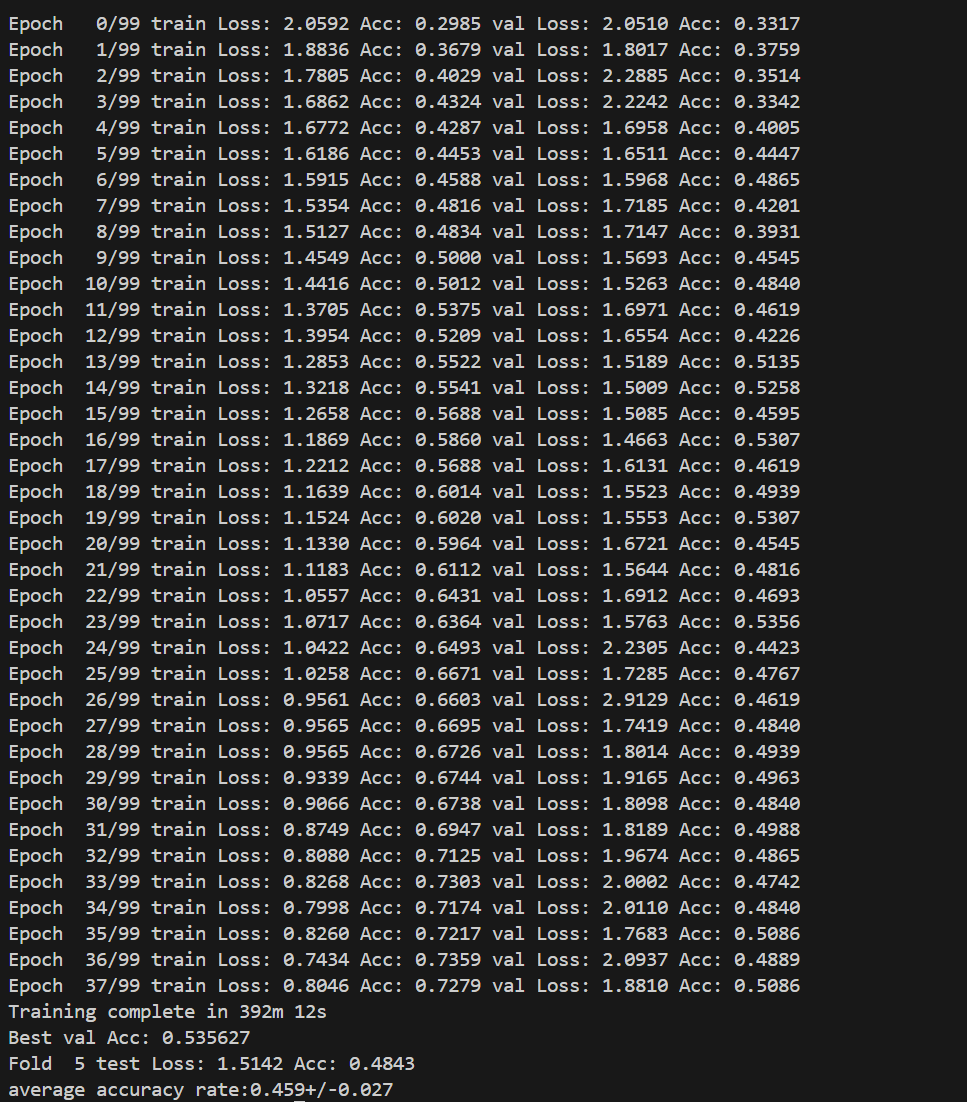 Epoch   0/99 train Loss: 2.0592 Acc: 0.2985 val Loss: 2.0510 Acc: 0.3317
Epoch   1/99 train Loss: 1.8836 Acc: 0.3679 val Loss: 1.8017 Acc: 0.3759
Epoch   2/99 train Loss: 1.7805 Acc: 0.4029 val Loss: 2.2885 Acc: 0.3514
Epoch   3/99 train Loss: 1.6862 Acc: 0.4324 val Loss: 2.2242 Acc: 0.3342
Epoch   4/99 train Loss: 1.6772 Acc: 0.4287 val Loss: 1.6958 Acc: 0.4005
Epoch   5/99 train Loss: 1.6186 Acc: 0.4453 val Loss: 1.6511 Acc: 0.4447
Epoch   6/99 train Loss: 1.5915 Acc: 0.4588 val Loss: 1.5968 Acc: 0.4865
Epoch   7/99 train Loss: 1.5354 Acc: 0.4816 val Loss: 1.7185 Acc: 0.4201
Epoch   8/99 train Loss: 1.5127 Acc: 0.4834 val Loss: 1.7147 Acc: 0.3931
Epoch   9/99 train Loss: 1.4549 Acc: 0.5000 val Loss: 1.5693 Acc: 0.4545
Epoch  10/99 train Loss: 1.4416 Acc: 0.5012 val Loss: 1.5263 Acc: 0.4840
Epoch  11/99 train Loss: 1.3705 Acc: 0.5375 val Loss: 1.6971 Acc: 0.4619
Epoch  12/99 train Loss: 1.3954 Acc: 0.5209 val Loss: 1.6554 Acc: 0.4226
Epoch  13/99 train Loss: 1.2853 Acc: 0.5522 val Loss: 1.5189 Acc: 0.5135
Epoch  14/99 train Loss: 1.3218 Acc: 0.5541 val Loss: 1.5009 Acc: 0.5258
Epoch  15/99 train Loss: 1.2658 Acc: 0.5688 val Loss: 1.5085 Acc: 0.4595
Epoch  16/99 train Loss: 1.1869 Acc: 0.5860 val Loss: 1.4663 Acc: 0.5307
Epoch  17/99 train Loss: 1.2212 Acc: 0.5688 val Loss: 1.6131 Acc: 0.4619
Epoch  18/99 train Loss: 1.1639 Acc: 0.6014 val Loss: 1.5523 Acc: 0.4939
Epoch  19/99 train Loss: 1.1524 Acc: 0.6020 val Loss: 1.5553 Acc: 0.5307
Epoch  20/99 train Loss: 1.1330 Acc: 0.5964 val Loss: 1.6721 Acc: 0.4545
Epoch  21/99 train Loss: 1.1183 Acc: 0.6112 val Loss: 1.5644 Acc: 0.4816
Epoch  22/99 train Loss: 1.0557 Acc: 0.6431 val Loss: 1.6912 Acc: 0.4693
Epoch  23/99 train Loss: 1.0717 Acc: 0.6364 val Loss: 1.5763 Acc: 0.5356
Epoch  24/99 train Loss: 1.0422 Acc: 0.6493 val Loss: 2.2305 Acc: 0.4423
Epoch  25/99 train Loss: 1.0258 Acc: 0.6671 val Loss: 1.7285 Acc: 0.4767
Epoch  26/99 train Loss: 0.9561 Acc: 0.6603 val Loss: 2.9129 Acc: 0.4619
Epoch  27/99 train Loss: 0.9565 Acc: 0.6695 val Loss: 1.7419 Acc: 0.4840
Epoch  28/99 train Loss: 0.9565 Acc: 0.6726 val Loss: 1.8014 Acc: 0.4939
Epoch  29/99 train Loss: 0.9339 Acc: 0.6744 val Loss: 1.9165 Acc: 0.4963
Epoch  30/99 train Loss: 0.9066 Acc: 0.6738 val Loss: 1.8098 Acc: 0.4840
Epoch  31/99 train Loss: 0.8749 Acc: 0.6947 val Loss: 1.8189 Acc: 0.4988
Epoch  32/99 train Loss: 0.8080 Acc: 0.7125 val Loss: 1.9674 Acc: 0.4865
Epoch  33/99 train Loss: 0.8268 Acc: 0.7303 val Loss: 2.0002 Acc: 0.4742
Epoch  34/99 train Loss: 0.7998 Acc: 0.7174 val Loss: 2.0110 Acc: 0.4840
Epoch  35/99 train Loss: 0.8260 Acc: 0.7217 val Loss: 1.7683 Acc: 0.5086
Epoch  36/99 train Loss: 0.7434 Acc: 0.7359 val Loss: 2.0937 Acc: 0.4889
Epoch  37/99 train Loss: 0.8046 Acc: 0.7279 val Loss: 1.8810 Acc: 0.5086
Training complete in 392m 12s
Best val Acc: 0.535627
Fold  5 test Loss: 1.5142 Acc: 0.4843
average accuracy rate:0.459+/-0.027